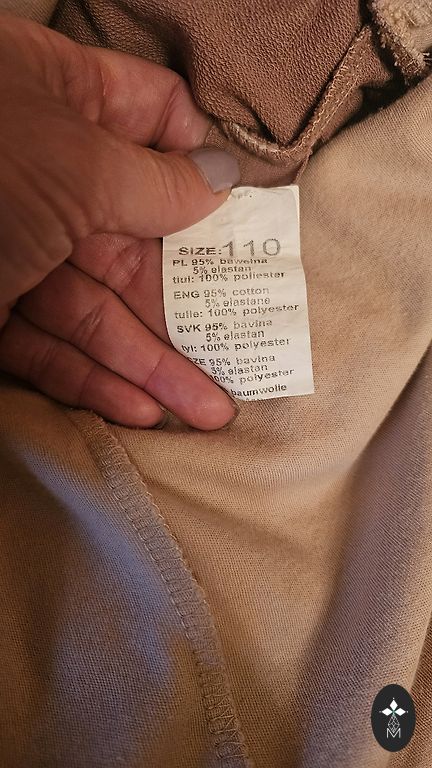 SIZE:110
PL 95% bawełna
5% elastan
tiul: 100% poliester
ENG 95% cotton
5% elastane
tulle: 100% polyester
SVK 95% bavlna
5% elastan
tyl: 100% polyester
CZE 95% bavlna
5% elastan
100% polyester
baumwolle
M